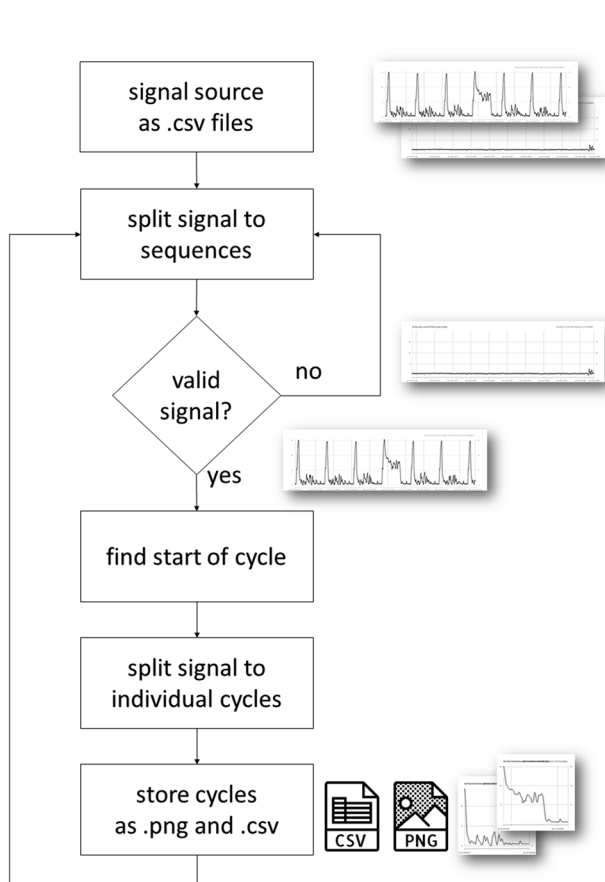 signal source
as .csv files
split signal to
sequences
valid
signal?
no
yes
find start of cycle
split signal to
individual cycles
store cycles
as .png and .csv
CSV
PNG